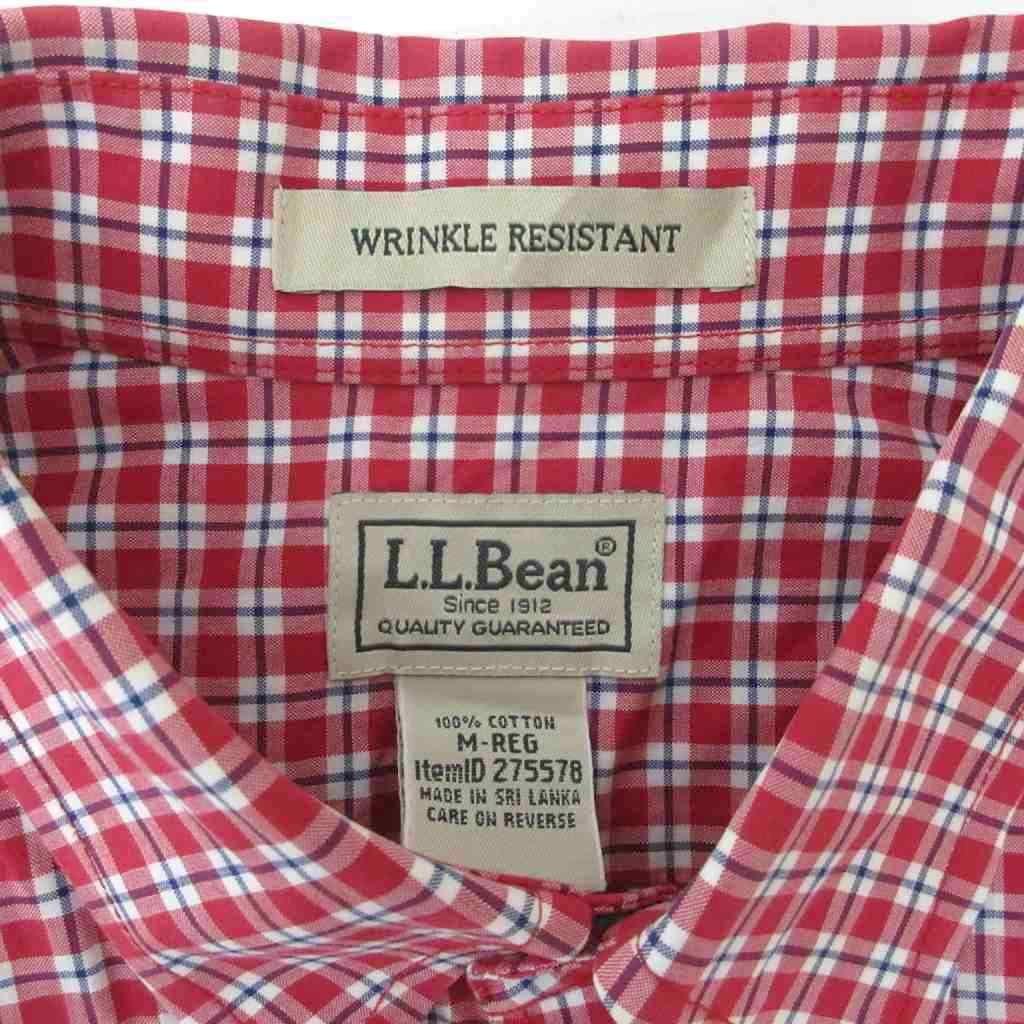 WRINKLE RESISTANT
L.L.Bean®
Since 1912
QUALITY GUARANTEED
100% COTTON
M-REG
ItemID 275578
MADE IN SRI LANKA
CARE ON REVERSE